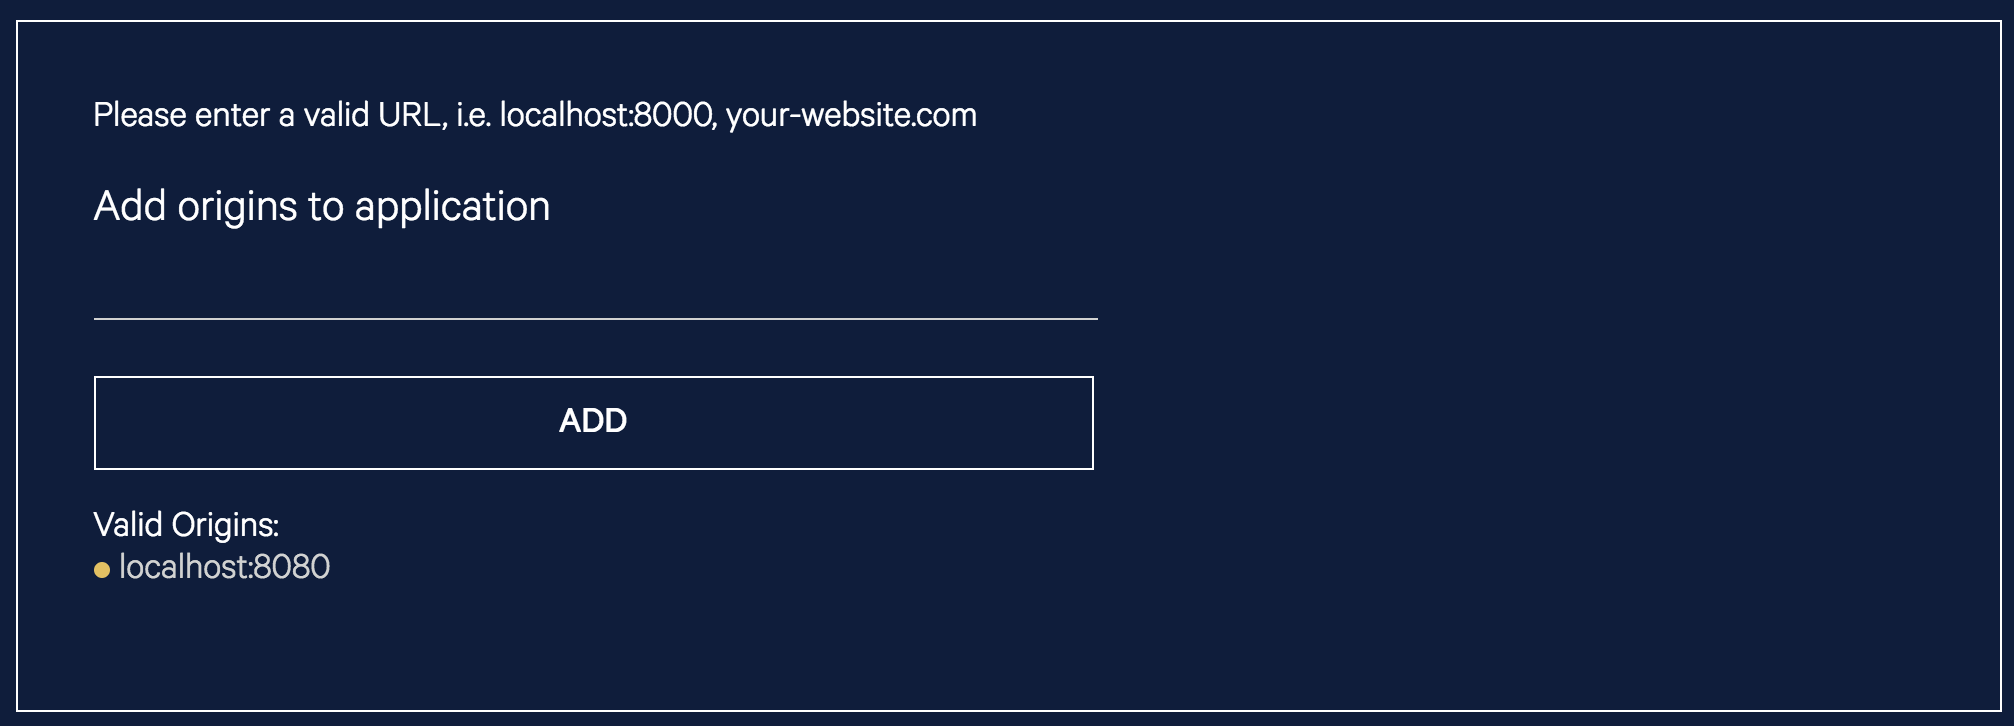 Please enter a valid URL, i.e. localhost:8000, your-website.com
Add origins to application
ADD
Valid Origins:
localhost:8080